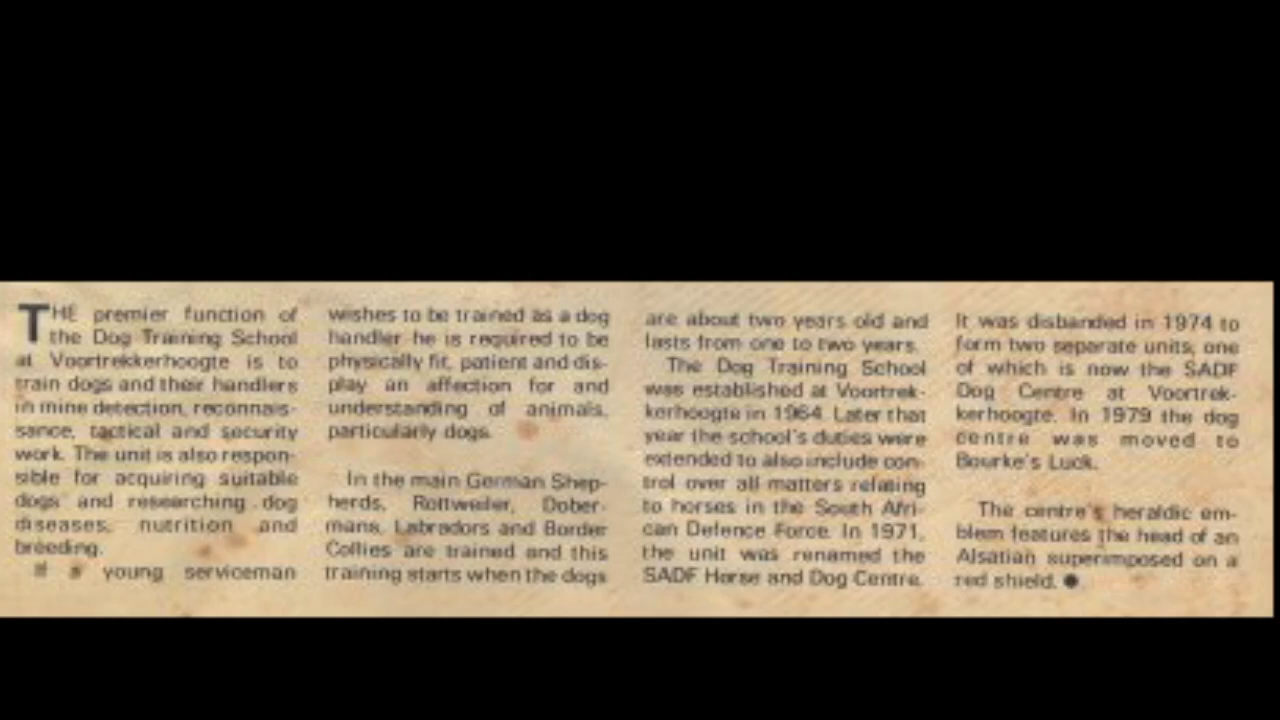 THE premier function of
the Dog Training School
at Voortrekkerhoogte is to
train dogs and their handlers
in mine detection, reconnais-
sance, tactical and security
work. The unit is also respon-
sible for acquiring suitable
dogs and researching dog
diseases, nutrition and
breeding.
If a young serviceman
wishes to be trained as a dog
handler he is required to be
physically fit, patient and dis-
play an affection for and
understanding of animals,
particularly dogs.
In the main German Shep-
herds, Rottweiler, Dober-
mans, Labradors and Border
Collies are trained and this
training starts when the dogs
are about two years old and
lasts from one to two years.
The Dog Training School
was established at Voortrek-
kerhoogte in 1964. Later that
year the school's duties were
extended to also include con-
trol over all matters relating
to horses in the South Afri-
can Defence Force. In 1971,
the unit was renamed the
SADF Horse and Dog Centre.
It was disbanded in 1974 to
form two separate units; one
of which is now the SADF
Dog Centre at Voortrek-
kerhoogte. In 1979 the dog
centre was moved to
Bourke's Luck.
The centre's heraldic em-
blem features the head of an
Alsatian superimposed on a
red shield. ●